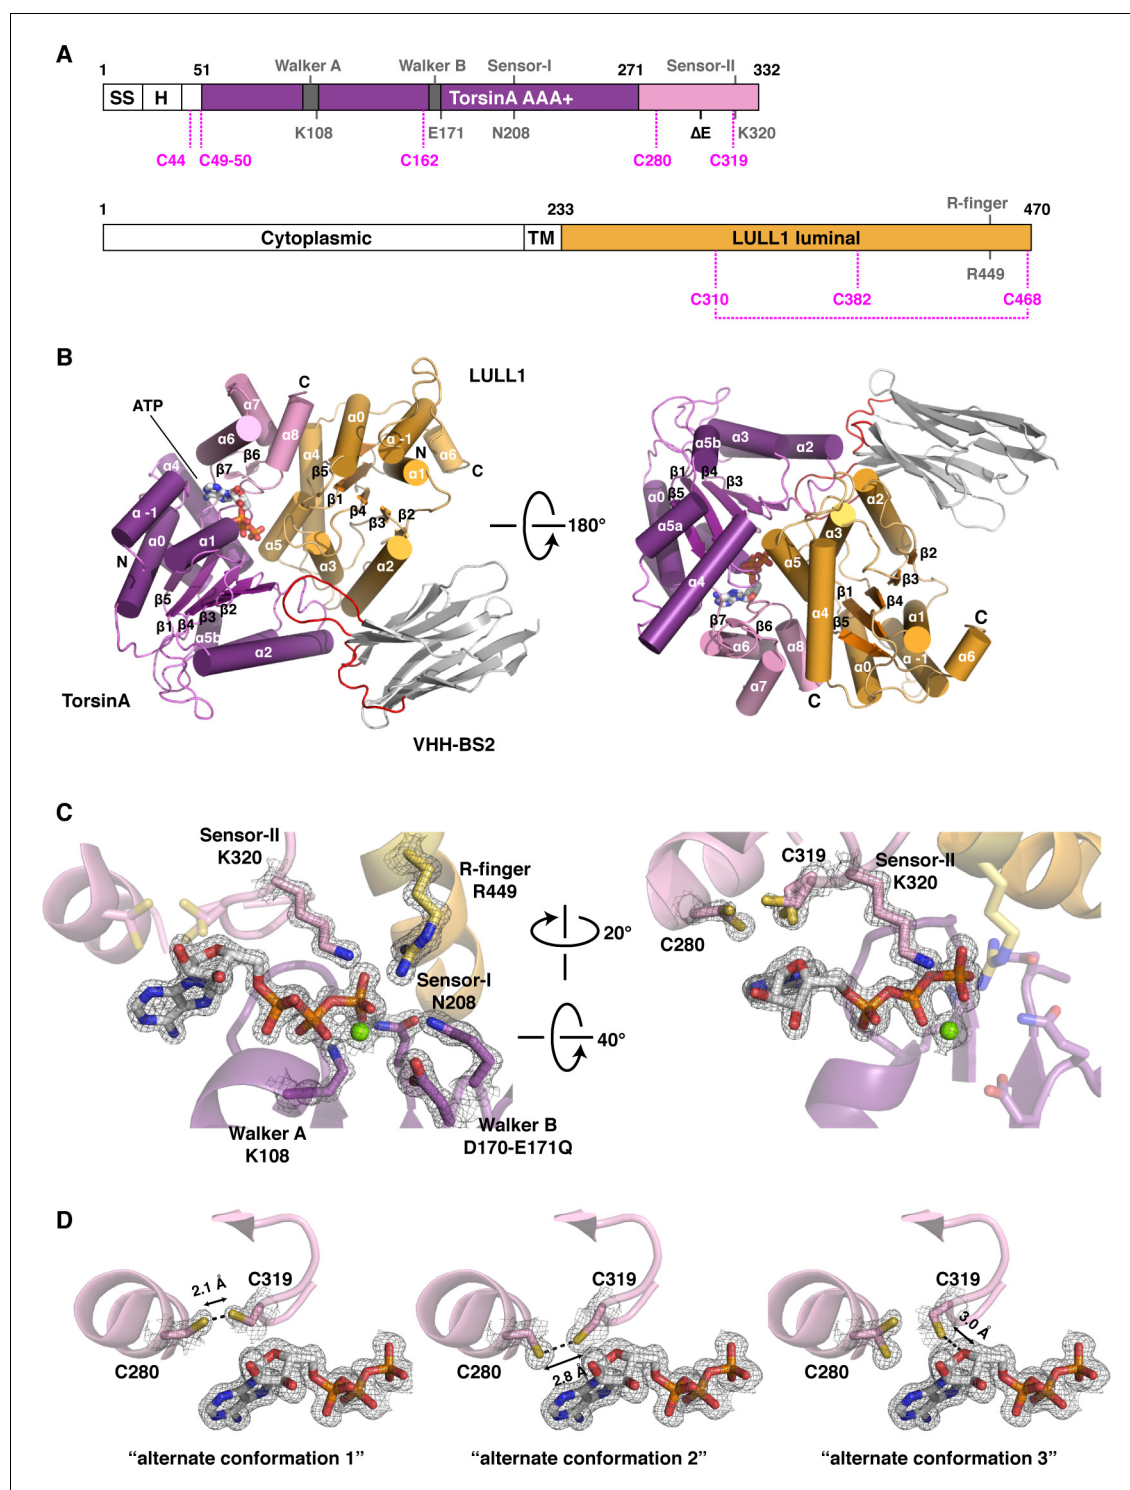 A
1 51 Walker A Walker B Sensor-I 271 Sensor-II 332
SS H TorsinA AAA+
K108 E171 N208 ΔE K320
C44 C49-50 C162 C280 C319
1 233 R-finger 470
Cytoplasmic TM LULL1 luminal
R449
C310 C382 C468
B
LULL1
ATP
C
α7
α6
α8
α0
α4
α -1
N
α6
α1
C
β6
β7
β5
β1
β4
β3
β2
α4
α -1
α0
α1
N
α5
α3
α2
β5
β1
β4
β3
β2
α5b
α2
TorsinA
VHH-BS2
180°
α5b
α3
α2
β1
β4
β3
α0
β5
α5a
α4
α2
α3
α5
β2
β3
β1
β4
α4
β5
β7
β6
α6
α8
α7
C
α1
C
α0
α -1
α6
C
Sensor-II
K320
R-finger
R449
Sensor-I
N208
Walker A
K108
Walker B
D170-E171Q
20°
40°
C319
Sensor-II
K320
C280
D
2.1 Å
C319
C280
"alternate conformation 1"
C319
C280
2.8 Å
"alternate conformation 2"
C319
3.0 Å
C280
"alternate conformation 3"